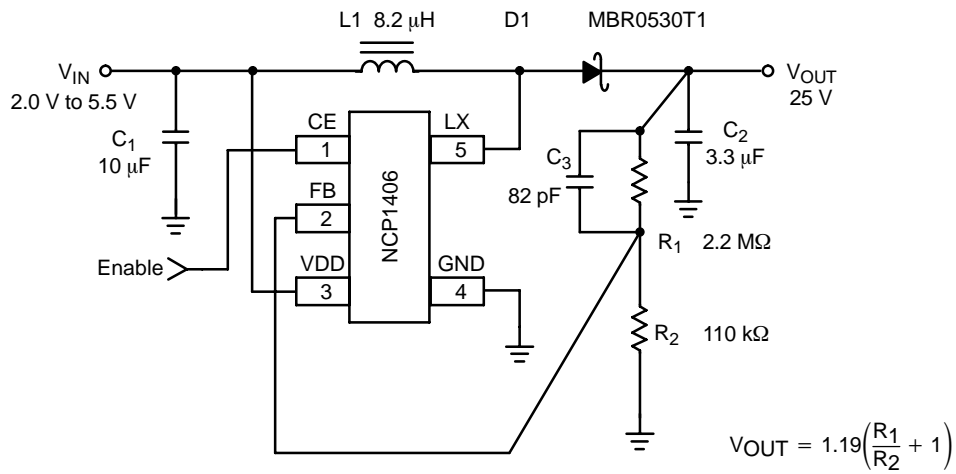 L1 8.2 μH
D1 MBR0530T1
V_IN
2.0 V to 5.5 V
V_OUT
25 V
C_1
10 μF
CE
1
LX
5
C_3
82 pF
C_2
3.3 μF
FB
2
NCP1406
R_1 2.2 MΩ
Enable
VDD
3
GND
4
R_2 110 kΩ
V_OUT = 1.19(R_1/R_2 + 1)